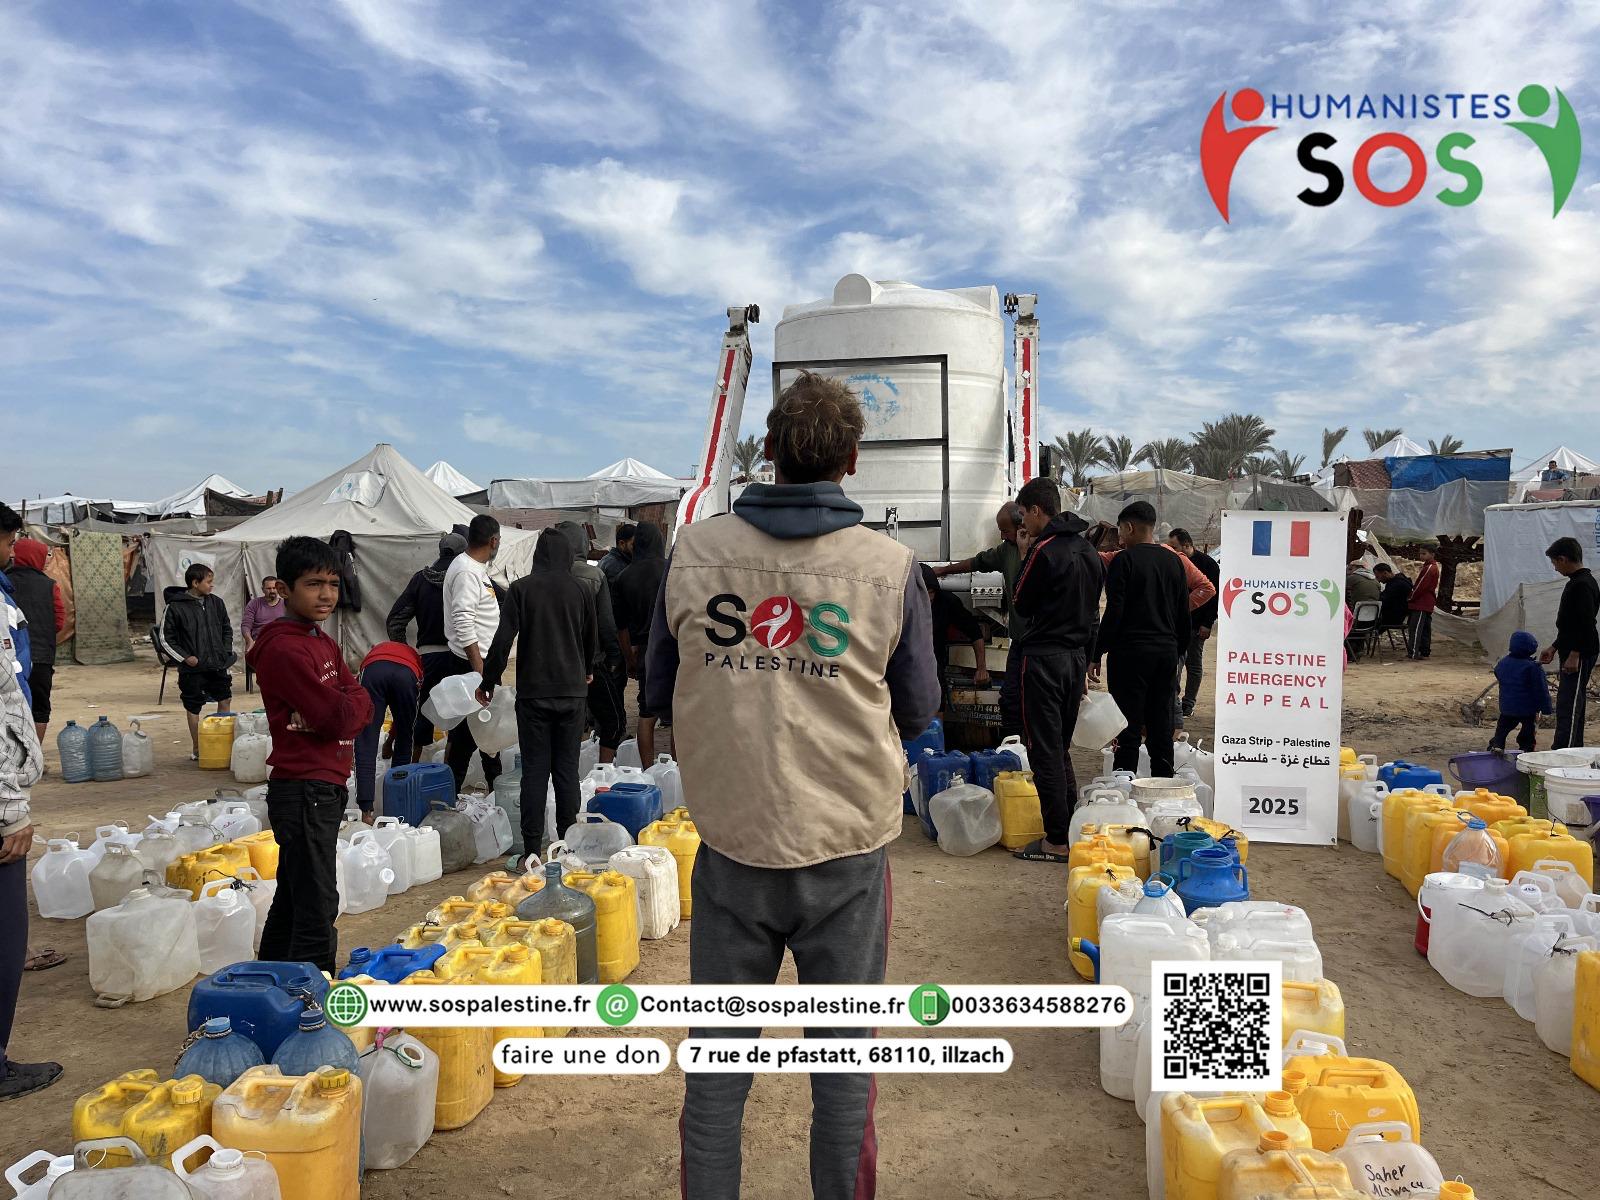 HUMANISTES
SOS
SOS
PALESTINE
HUMANISTES
SOS
PALESTINE
EMERGENCY
APPEAL
Gaza Strip - Palestine
قطاع غزة - فلسطين
2025
www.sospalestine.fr
Contact@sospalestine.fr
0033634588276
faire une don
7 rue de pfastatt, 68110, illzach
Saher